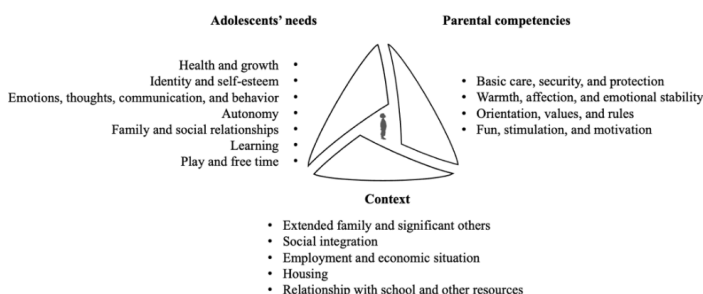 Adolescents' needs
Health and growth •
Identity and self-esteem •
Emotions, thoughts, communication, and behavior •
Autonomy •
Family and social relationships •
Learning •
Play and free time •
Parental competencies
• Basic care, security, and protection
• Warmth, affection, and emotional stability
• Orientation, values, and rules
• Fun, stimulation, and motivation
Context
• Extended family and significant others
• Social integration
• Employment and economic situation
• Housing
• Relationship with school and other resources